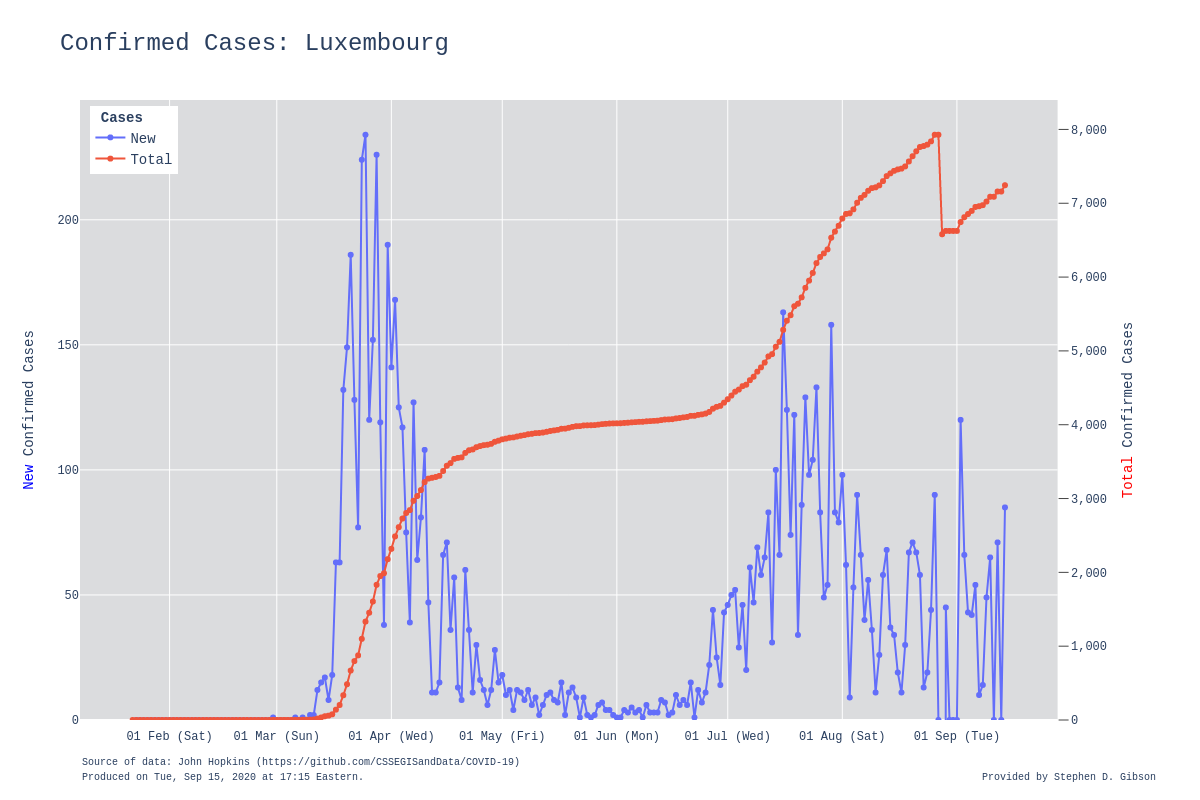 Confirmed Cases: Luxembourg
Cases
New
Total
200
150
100
50
0
New Confirmed Cases
8,000
7,000
6,000
5,000
4,000
3,000
2,000
1,000
0
Total Confirmed Cases
01 Feb (Sat) 01 Mar (Sun) 01 Apr (Wed) 01 May (Fri) 01 Jun (Mon) 01 Jul (Wed) 01 Aug (Sat) 01 Sep (Tue)
Source of data: John Hopkins (https://github.com/CSSEGISandData/COVID-19)
Produced on Tue, Sep 15, 2020 at 17:15 Eastern.
Provided by Stephen D. Gibson